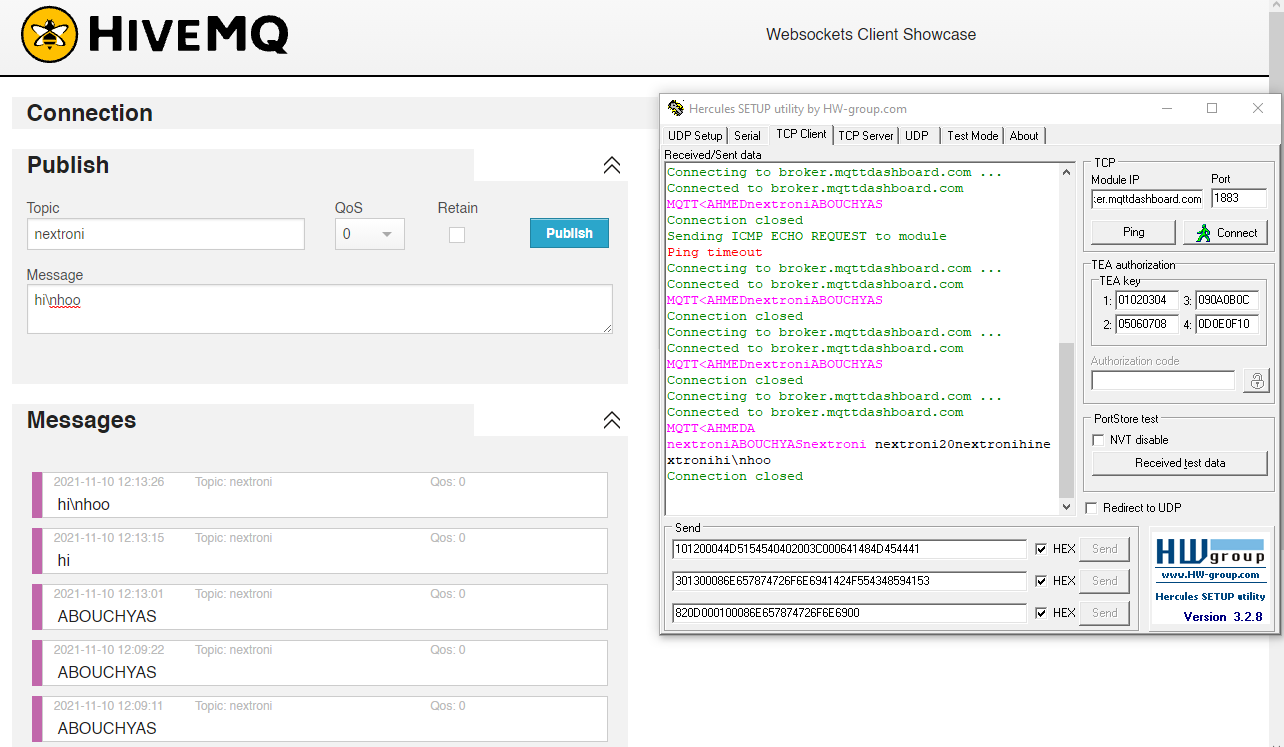 HIVEMQ
Websockets Client Showcase
Connection
Publish
Topic
QoS
Retain
nextroni
0
Publish
Message
hi\nhoo
Messages
2021-11-10 12:13:26 Topic: nextroni Qos: 0
hi\nhoo
2021-11-10 12:13:15 Topic: nextroni Qos: 0
hi
2021-11-10 12:13:01 Topic: nextroni Qos: 0
ABOUCHYAS
2021-11-10 12:09:22 Topic: nextroni Qos: 0
ABOUCHYAS
2021-11-10 12:09:11 Topic: nextroni Qos: 0
ABOUCHYAS
Hercules SETUP utility by HW-group.com
UDP Setup Serial TCP Client TCP Server UDP Test Mode About
Received/Sent data
Connecting to broker.mqttdashboard.com ...
Connected to broker.mqttdashboard.com
MQTT<AHMEDnextroniABOUCHYAS
Connection closed
Sending ICMP ECHO REQUEST to module
Ping timeout
Connecting to broker.mqttdashboard.com ...
Connected to broker.mqttdashboard.com
MQTT<AHMEDnextroniABOUCHYAS
Connection closed
Connecting to broker.mqttdashboard.com ...
Connected to broker.mqttdashboard.com
MQTT<AHMEDnextroniABOUCHYAS
Connection closed
Connecting to broker.mqttdashboard.com ...
Connected to broker.mqttdashboard.com
MQTT<AHMEDA
nextroniABOUCHYASnextroni nextroni20nextronihine
xtronihi\nhoo
Connection closed
TCP
Module IP
Port
er.mqttdashboard.com
1883
Ping
Connect
TEA authorization
TEA key
1: 01020304 3: 090A0B0C
2: 05060708 4: 0D0E0F10
Authorization code
PortStore test
NVT disable
Received test data
Redirect to UDP
Send
101200044D5154540402003C000641484D454441 HEX Send
301300086E657874726F6E6941424F554348594153 HEX Send
820D000100086E657874726F6E6900 HEX Send
HWgroup
www.HW-group.com
Hercules SETUP utility
Version 3.2.8